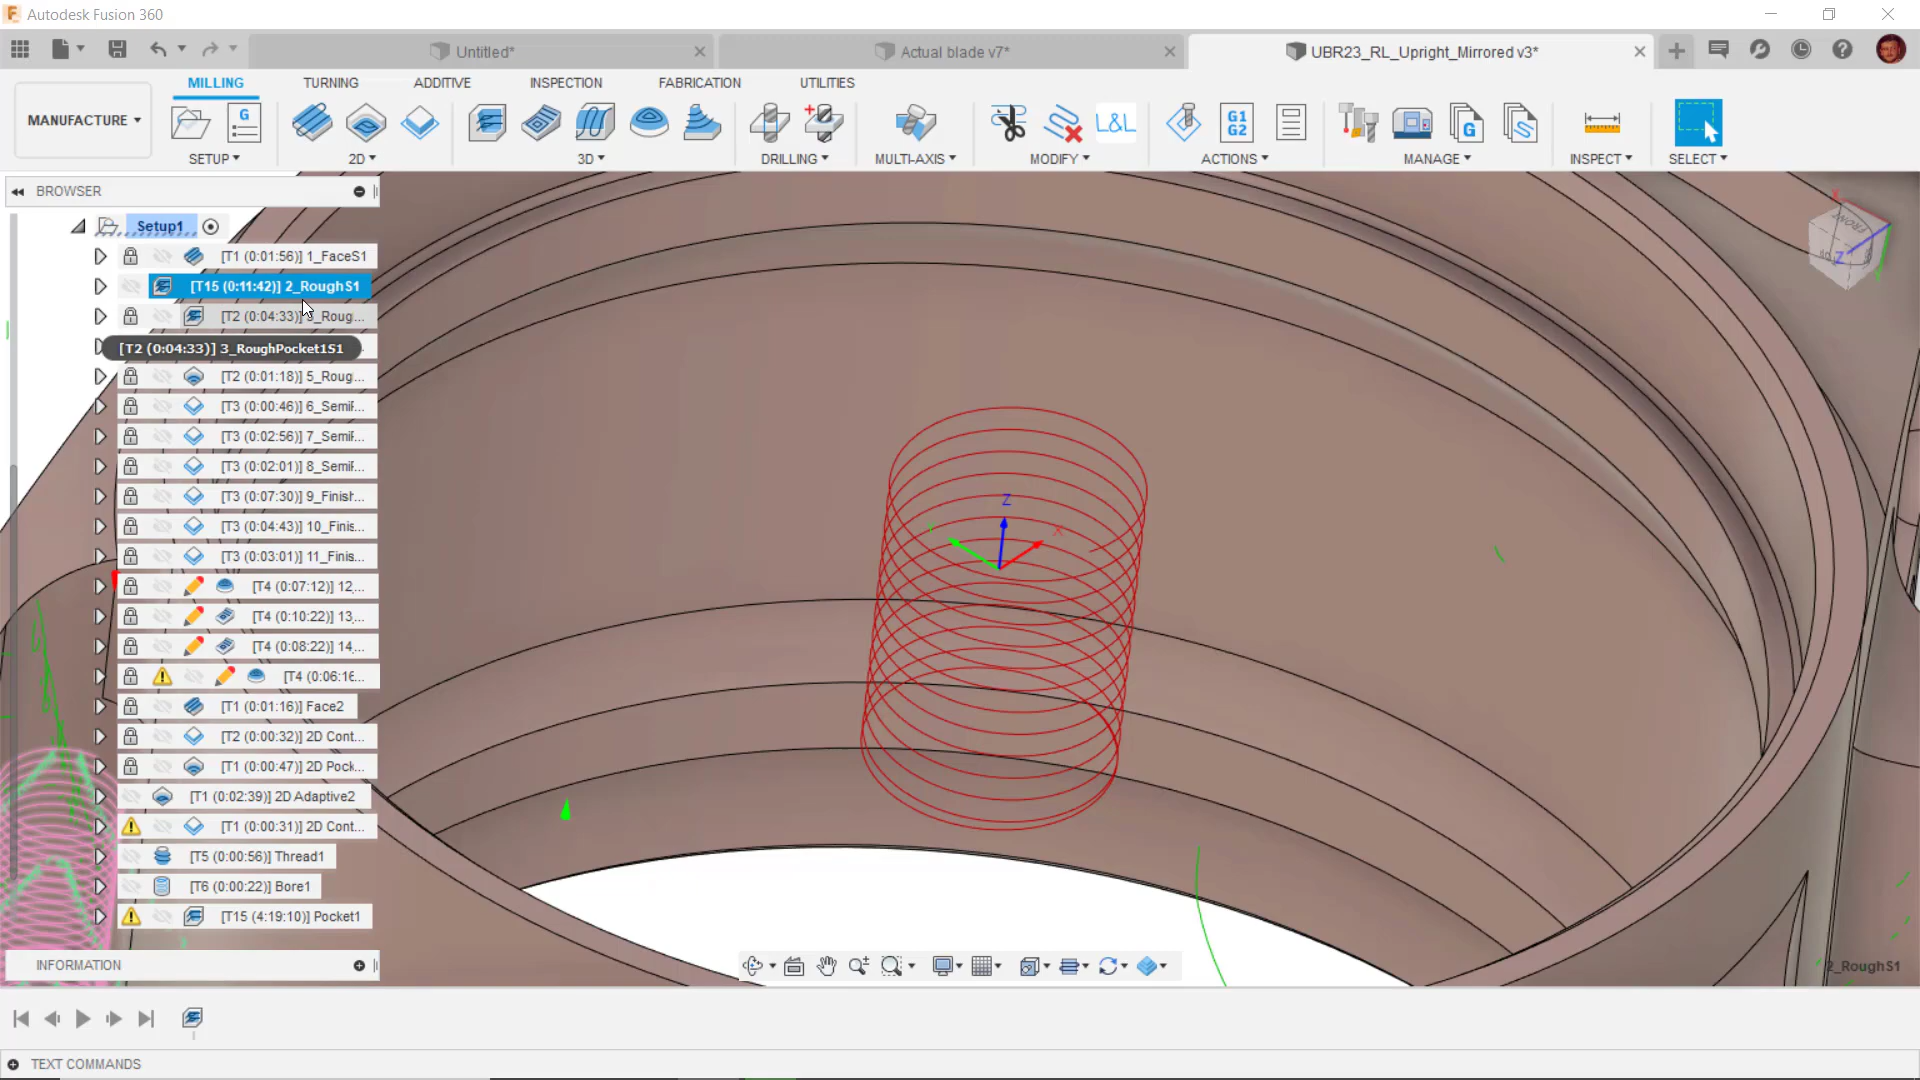 Autodesk Fusion 360
Untitled*
Actual blade v7*
UBR23_RL_Upright_Mirrored v3*
MILLING
TURNING
ADDITIVE
INSPECTION
FABRICATION
UTILITIES
MANUFACTURE
G
G1
G2
L&L
G
SETUP
2D
3D
DRILLING
MULTI-AXIS
MODIFY
ACTIONS
MANAGE
INSPECT
SELECT
BROWSER
Setup1
[T1 (0:01:56)] 1_FaceS1
[T15 (0:11:42)] 2_RoughS1
[T2 (0:04:33)] 3_Roug...
[T2 (0:04:33)] 3_RoughPocket1S1
[T2 (0:01:18)] 5_Roug...
[T3 (0:00:46)] 6_SemiF...
[T3 (0:02:56)] 7_SemiF...
[T3 (0:02:01)] 8_SemiF...
[T3 (0:07:30)] 9_Finish...
[T3 (0:04:43)] 10_Finis...
[T3 (0:03:01)] 11_Finis...
[T4 (0:07:12)] 12_...
[T4 (0:10:22)] 13_...
[T4 (0:08:22)] 14_...
[T4 (0:06:16...
[T1 (0:01:16)] Face2
[T2 (0:00:32)] 2D Cont...
[T1 (0:00:47)] 2D Pock...
[T1 (0:02:39)] 2D Adaptive2
[T1 (0:00:31)] 2D Cont...
[T5 (0:00:56)] Thread1
[T6 (0:00:22)] Bore1
[T15 (4:19:10)] Pocket1
INFORMATION
Z
X
Y
X
FRONT
Z
2_RoughS1
TEXT COMMANDS